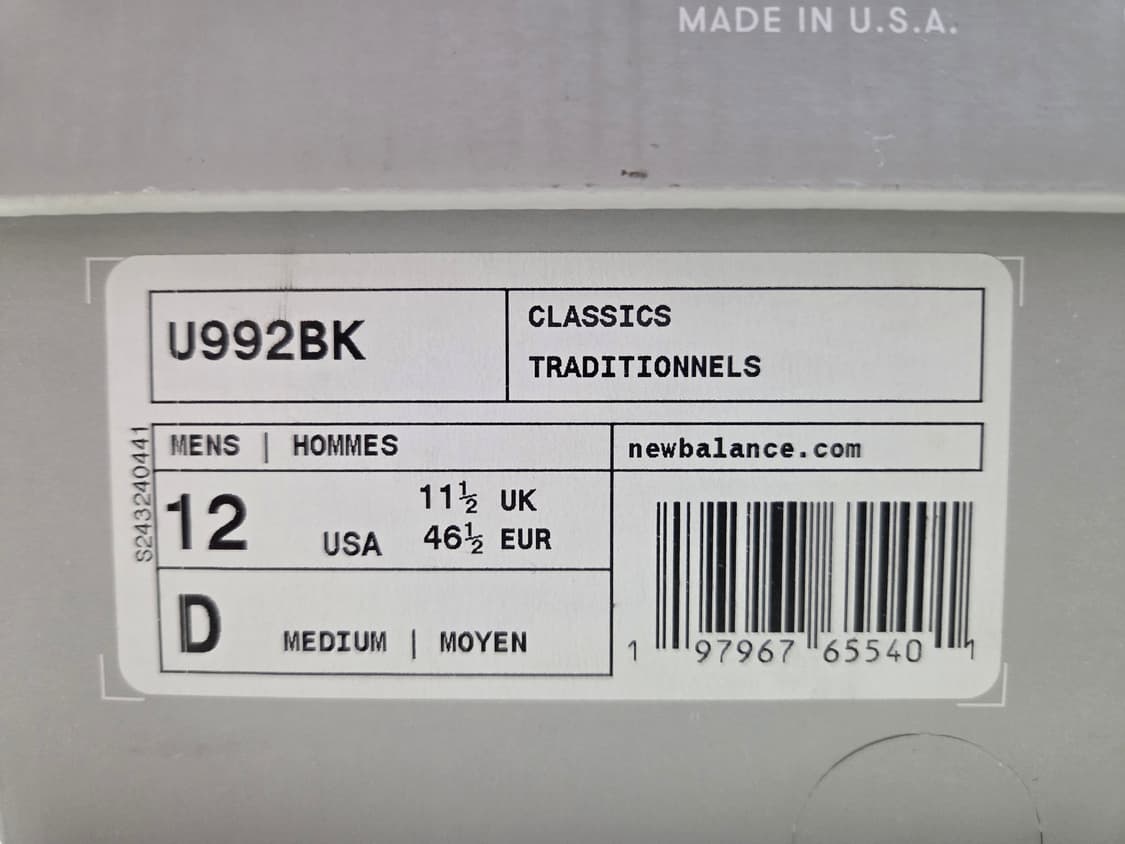 MADE IN U.S.A.
U992BK
CLASSICS
TRADITIONNELS
S243240441
MENS | HOMMES
newbalance.com
12 USA
11½ UK
46½ EUR
D MEDIUM | MOYEN
1 97967 65540 1